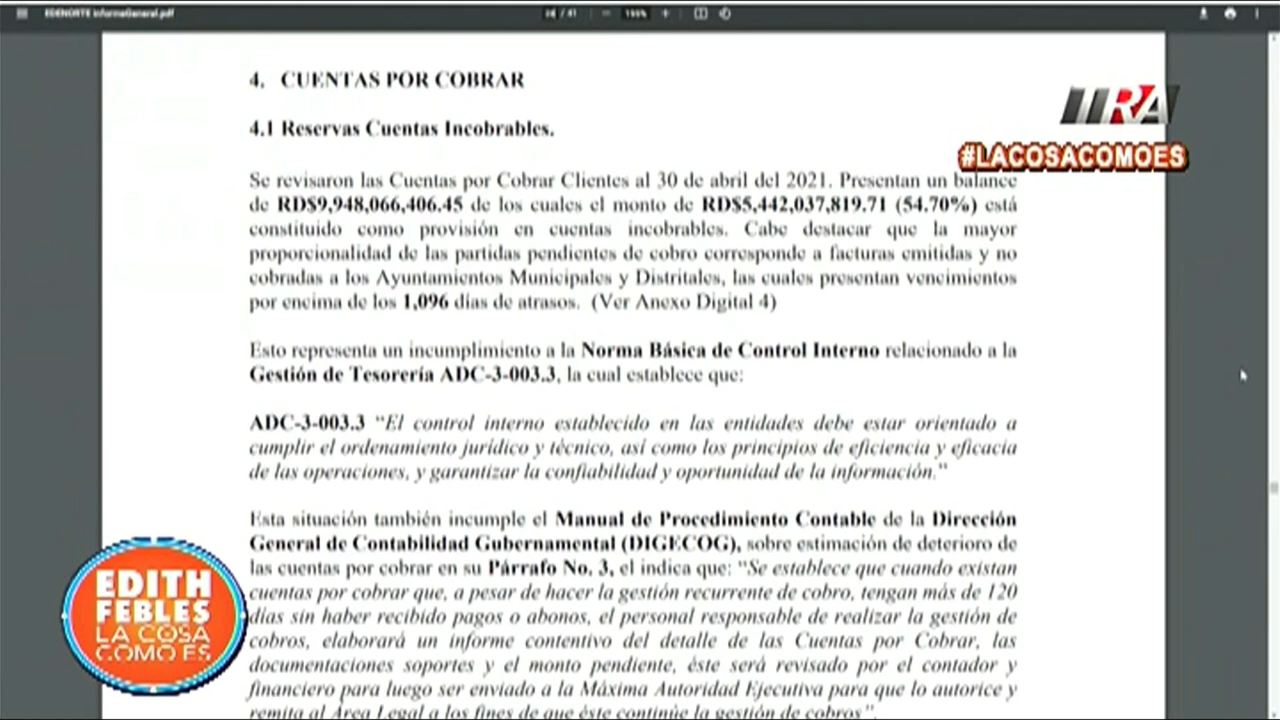 EDENORTE InformeGeneral.pdf
4. CUENTAS POR COBRAR
4.1 Reservas Cuentas Incobrables.
TRA
#LACOSACOMOES
Se revisaron las Cuentas por Cobrar Clientes al 30 de abril del 2021. Presentan un balance
de RD$9,948,066,406.45 de los cuales el monto de RD$5,442,037,819.71 (54.70%) está
constituido como provisión en cuentas incobrables. Cabe destacar que la mayor
proporcionalidad de las partidas pendientes de cobro corresponde a facturas emitidas y no
cobradas a los Ayuntamientos Municipales y Distritales, las cuales presentan vencimientos
por encima de los 1,096 días de atrasos. (Ver Anexo Digital 4)
Esto representa un incumplimiento a la Norma Básica de Control Interno relacionado a la
Gestión de Tesorería ADC-3-003.3, la cual establece que:
ADC-3-003.3 “El control interno establecido en las entidades debe estar orientado a
cumplir el ordenamiento jurídico y técnico, así como los principios de eficiencia y eficacia
de las operaciones, y garantizar la confiabilidad y oportunidad de la información.”
Esta situación también incumple el Manual de Procedimiento Contable de la Dirección
General de Contabilidad Gubernamental (DIGECOG), sobre estimación de deterioro de
las cuentas por cobrar en su Párrafo No. 3, el indica que: “Se establece que cuando existan
cuentas por cobrar que, a pesar de hacer la gestión recurrente de cobro, tengan más de 120
días sin haber recibido pagos o abonos, el personal responsable de realizar la gestión de
cobros, elaborará un informe contentivo del detalle de las Cuentas por Cobrar, las
documentaciones soportes y el monto pendiente, éste será revisado por el contador y
financiero para luego ser enviado a la Máxima Autoridad Ejecutiva para que lo autorice y
remita al Área Legal a los fines de que éste continúe la gestión de cobros”.
EDITH
FEBLES
LA COSA
COMO ES